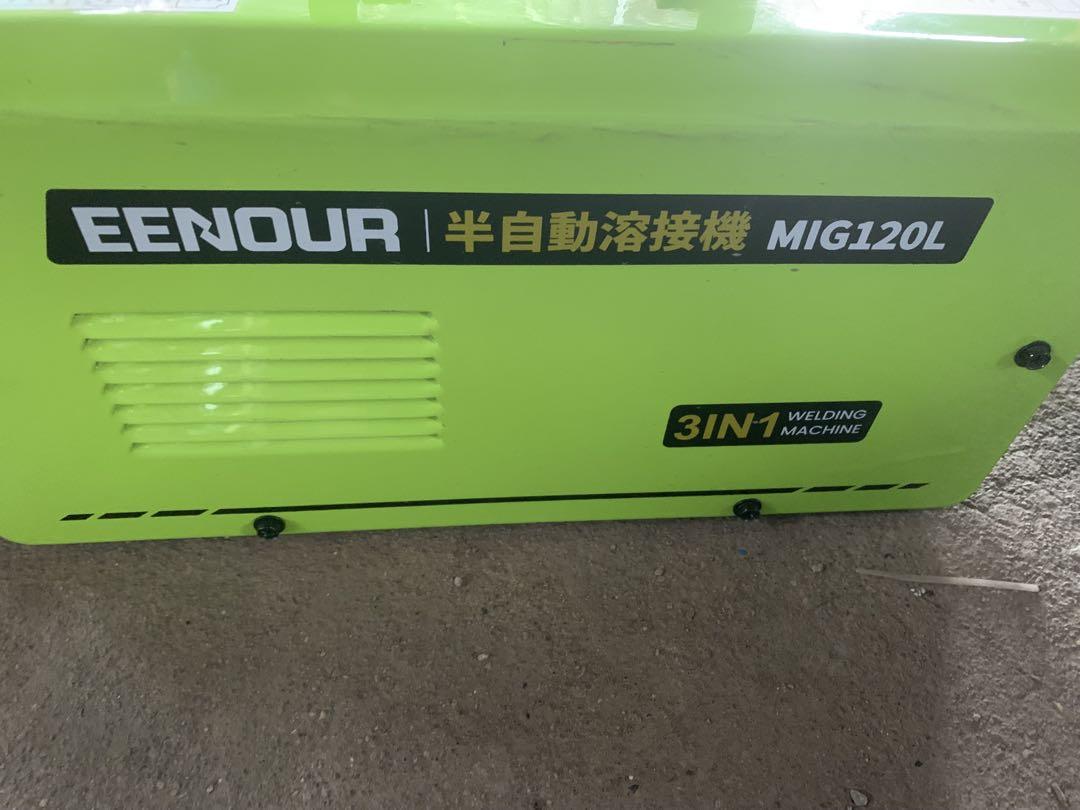 EENOUR | 半自動溶接機 MIG120L
3IN1 WELDING
MACHINE